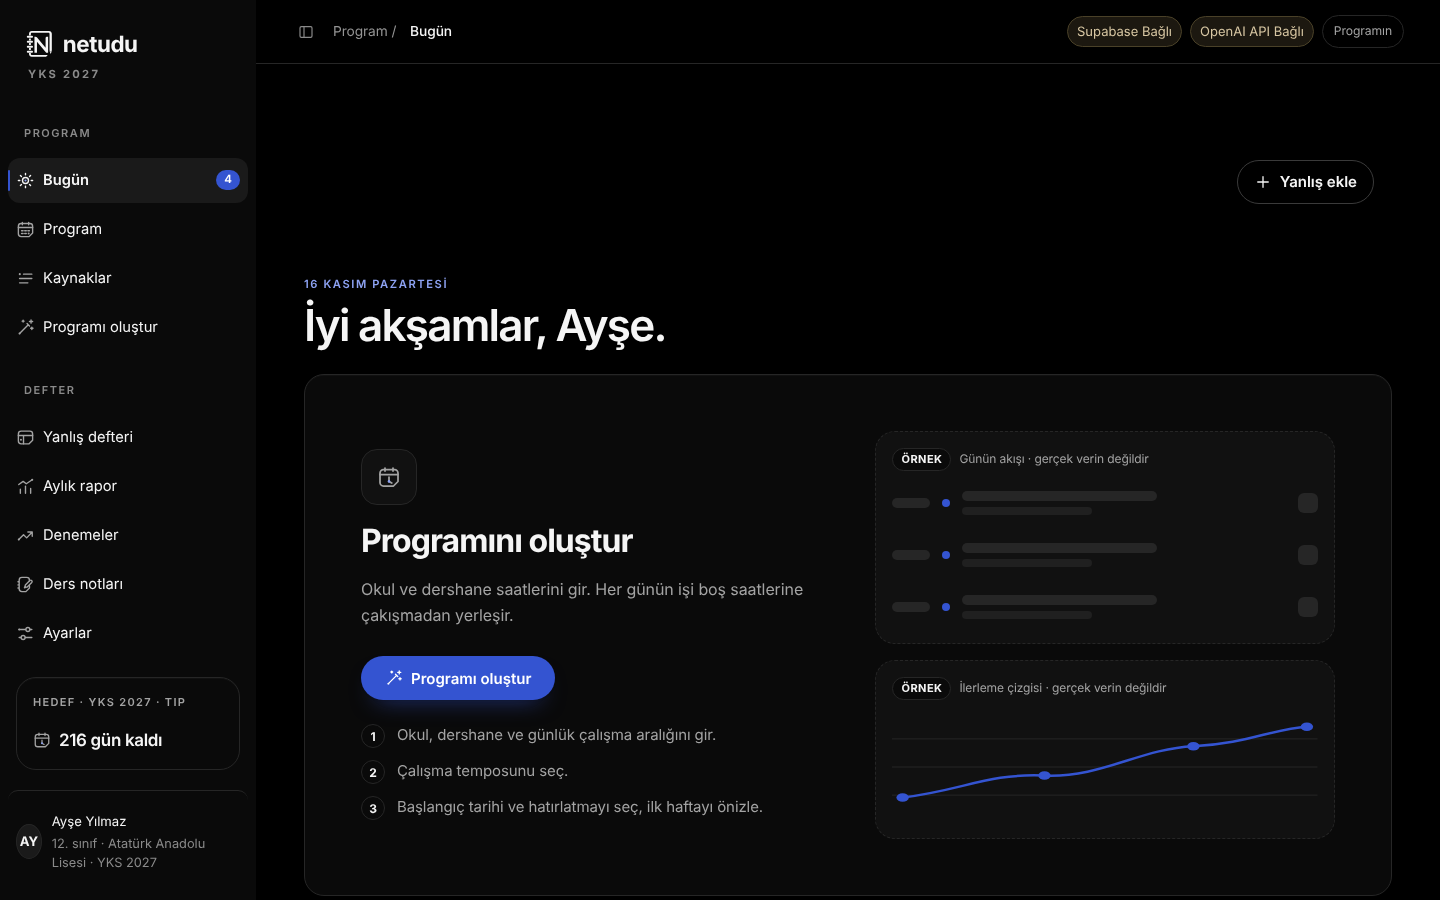 netudu
YKS 2027
PROGRAM
Bugün 4
Program
Kaynaklar
Programı oluştur
DEFTER
Yanlış defteri
Aylık rapor
Denemeler
Ders notları
Ayarlar
HEDEF · YKS 2027 · TIP
216 gün kaldı
AY
Ayşe Yılmaz
12. sınıf · Atatürk Anadolu
Lisesi · YKS 2027
Program / Bugün
Supabase Bağlı
OpenAI API Bağlı
Programın
Yanlış ekle
16 KASIM PAZARTESİ
İyi akşamlar, Ayşe.
Programını oluştur
Okul ve dershane saatlerini gir. Her günün işi boş saatlerine
çakışmadan yerleşir.
Programı oluştur
1 Okul, dershane ve günlük çalışma aralığını gir.
2 Çalışma temposunu seç.
3 Başlangıç tarihi ve hatırlatmayı seç, ilk haftayı önizle.
ÖRNEK Günün akışı · gerçek verin değildir
ÖRNEK İlerleme çizgisi · gerçek verin değildir